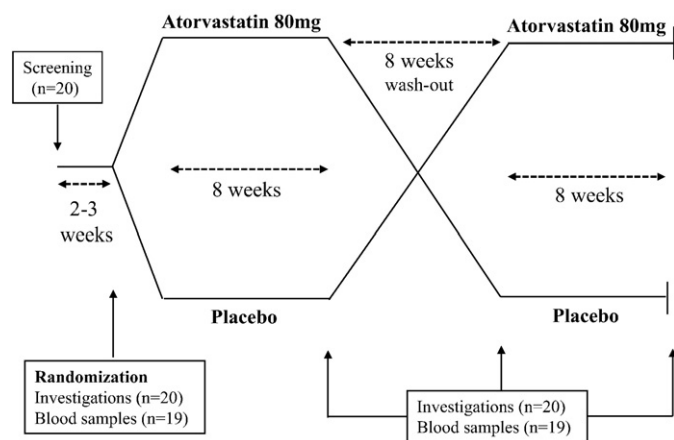 Atorvastatin 80mg
Atorvastatin 80mg
Screening
(n=20)
8 weeks
wash-out
8 weeks
8 weeks
2-3
weeks
Placebo
Placebo
Randomization
Investigations (n=20)
Blood samples (n=19)
Investigations (n=20)
Blood samples (n=19)